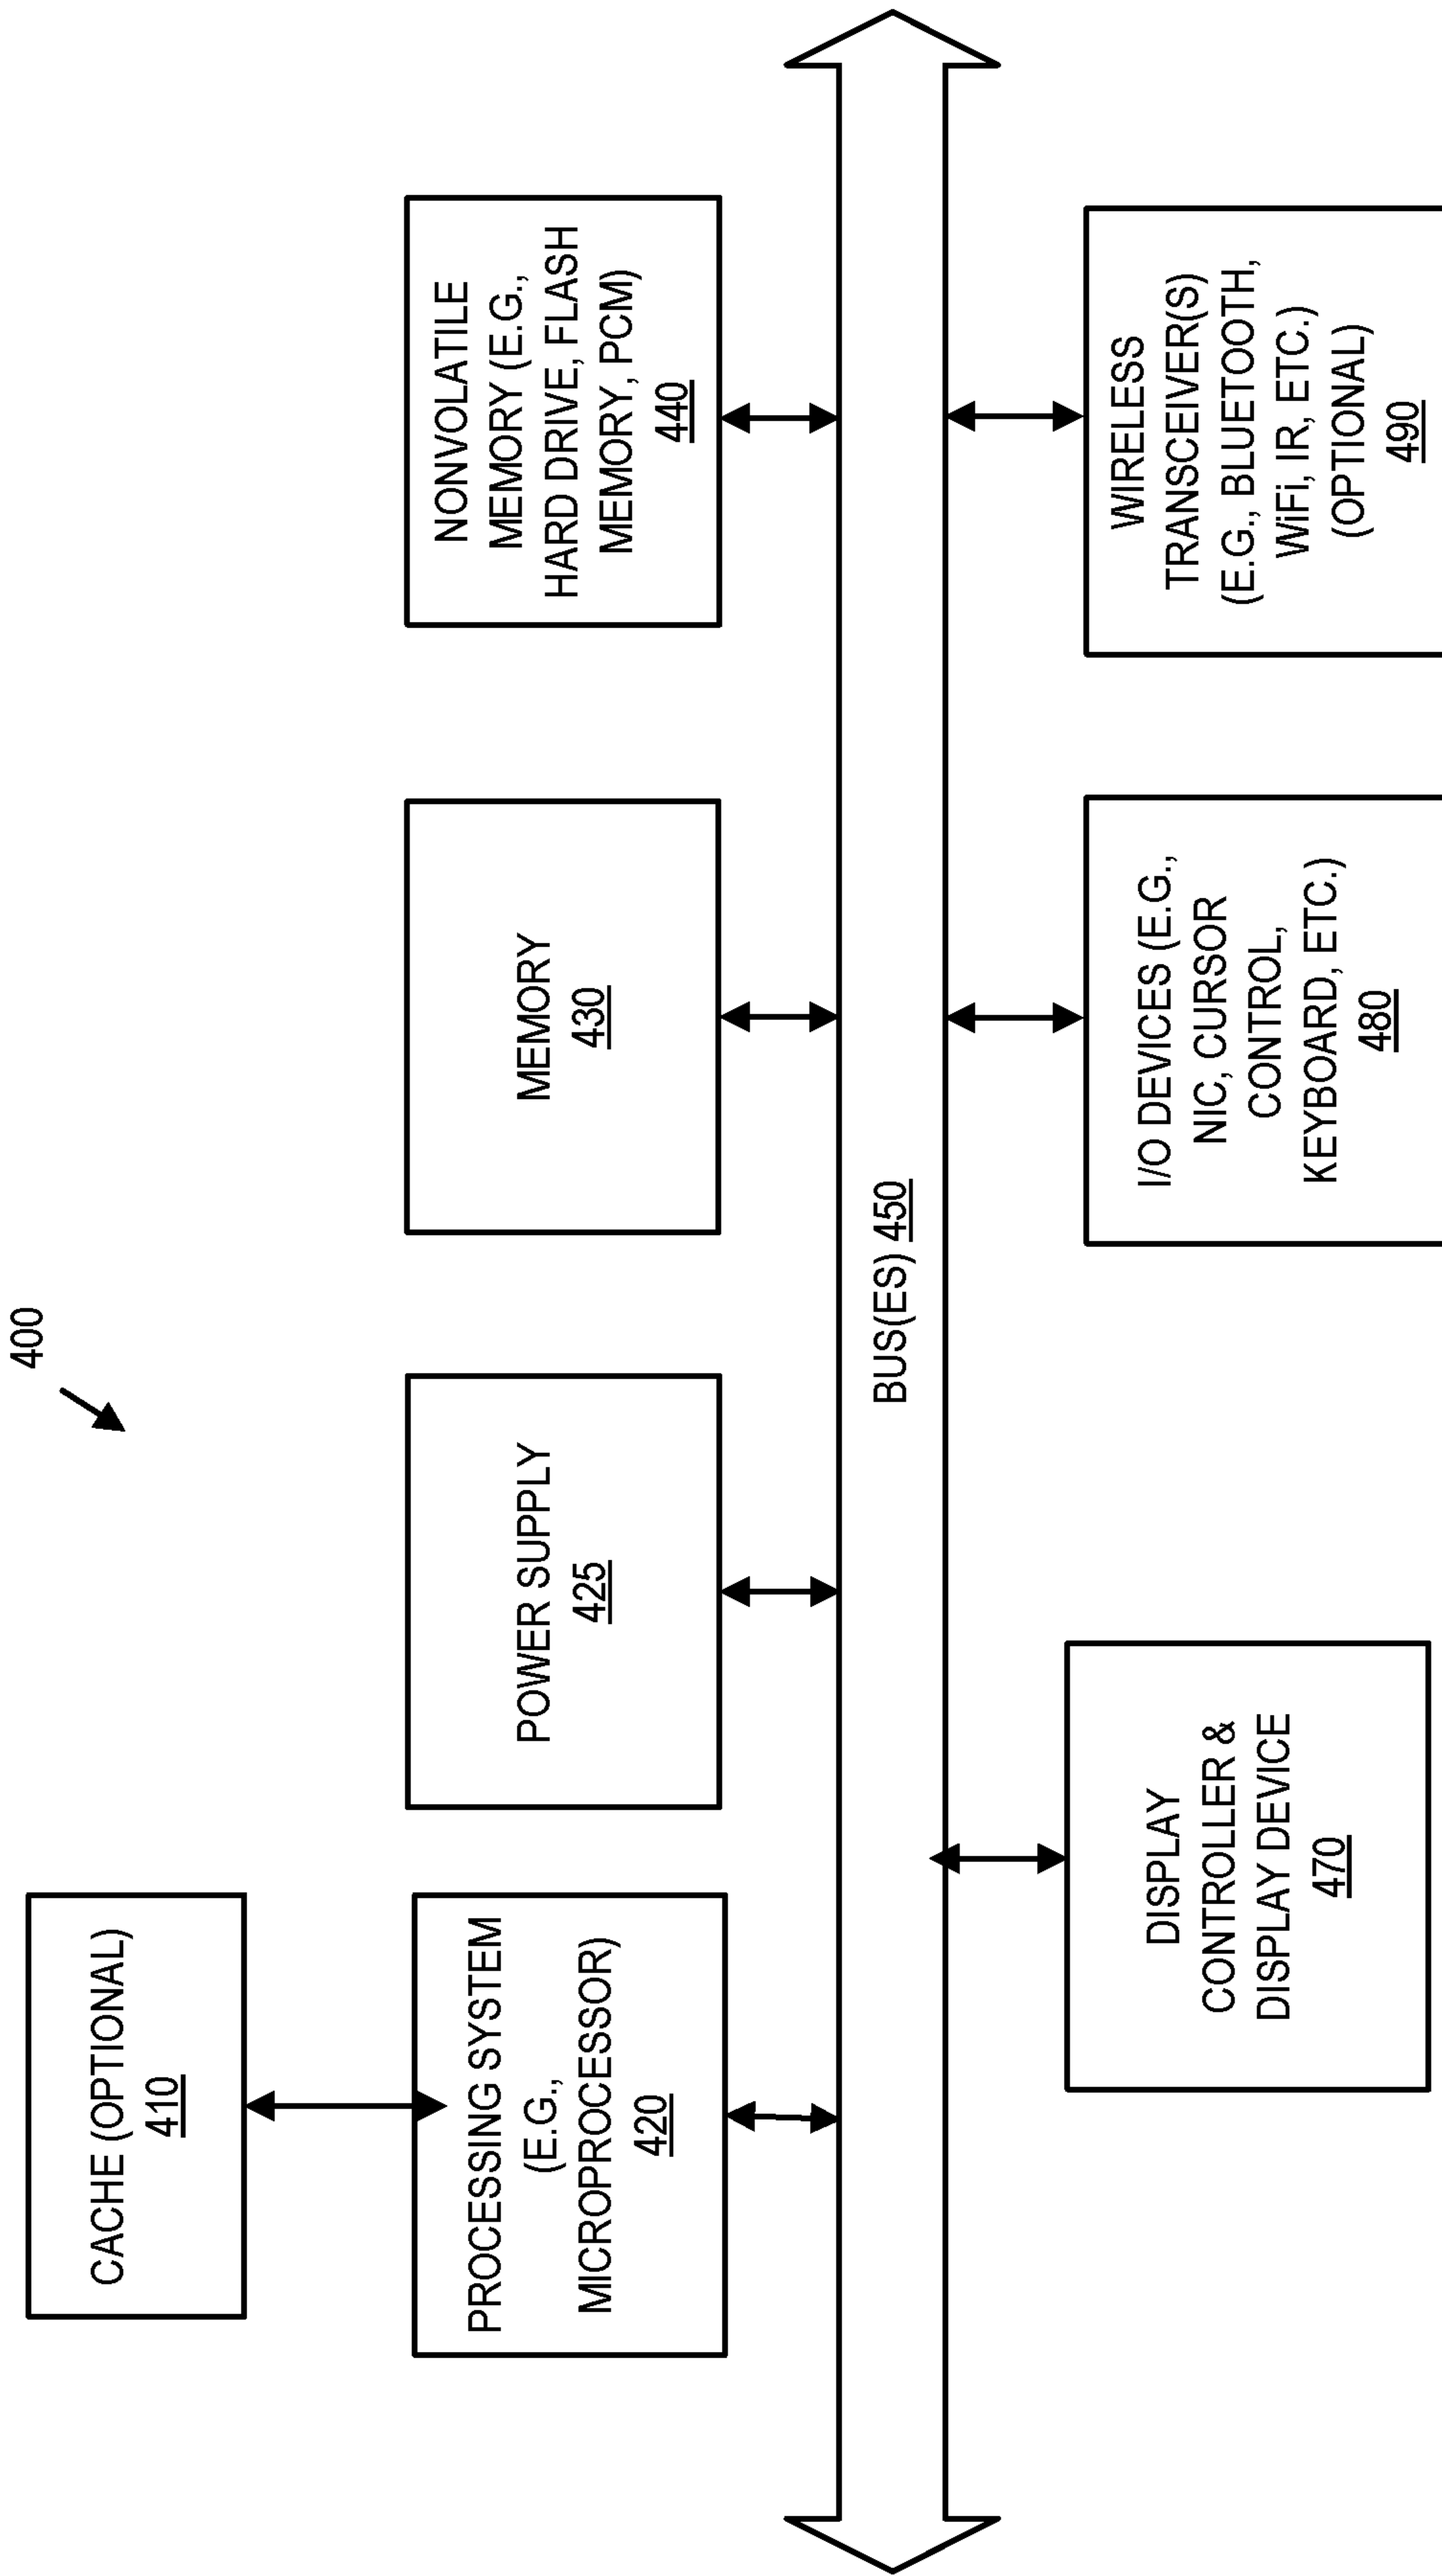 400
CACHE (OPTIONAL)
410
PROCESSING SYSTEM
(E.G.,
MICROPROCESSOR)
420
POWER SUPPLY
425
MEMORY
430
NONVOLATILE
MEMORY (E.G.,
HARD DRIVE, FLASH
MEMORY, PCM)
440
BUS(ES) 450
DISPLAY
CONTROLLER &
DISPLAY DEVICE
470
I/O DEVICES (E.G.,
NIC, CURSOR
CONTROL,
KEYBOARD, ETC.)
480
WIRELESS
TRANSCEIVER(S)
(E.G., BLUETOOTH,
WiFi, IR, ETC.)
(OPTIONAL)
490